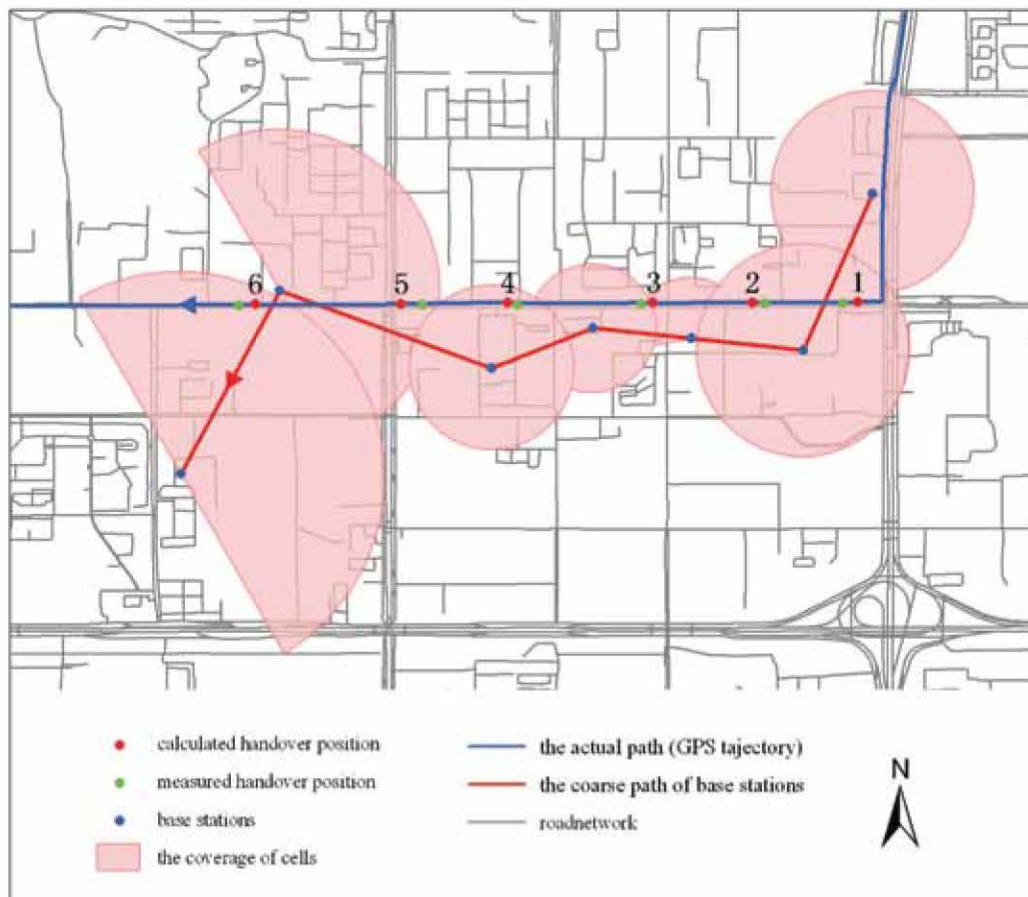 6 5 4 3 2 1
calculated handover position
measured handover position
base stations
the coverage of cells
the actual path (GPS tajectory)
the coarse path of base stations
roadnetwork
N